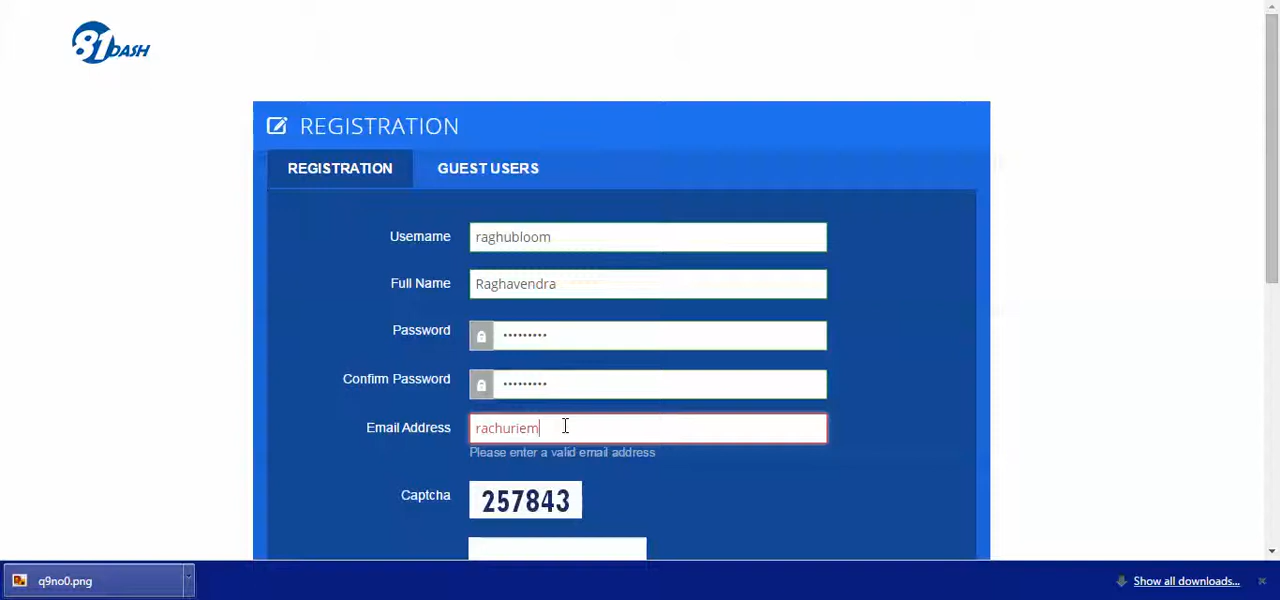 81DASH
REGISTRATION
REGISTRATION GUEST USERS
Username raghubloom
Full Name Raghavendra
Password •••••••••
Confirm Password •••••••••
Email Address rachuriem
Please enter a valid email address
Captcha 257843
q9no0.png Show all downloads...